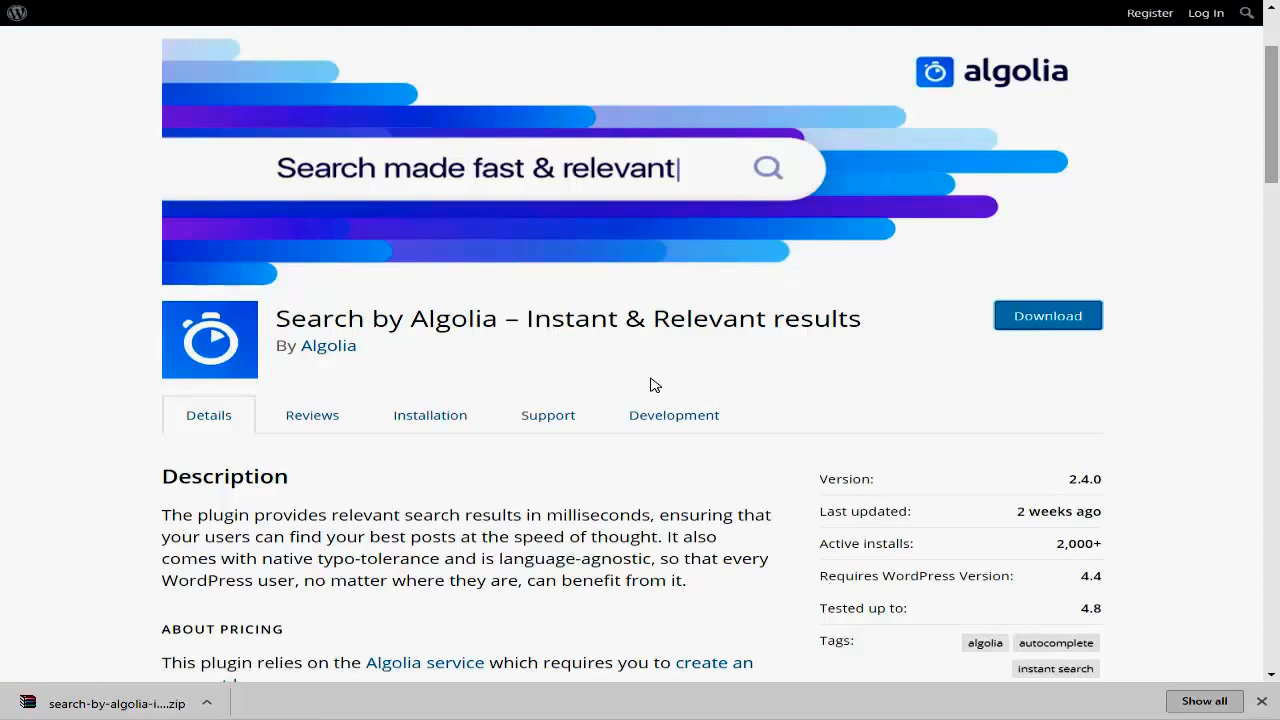 Register Log In
algolia
Search made fast & relevant
Search by Algolia – Instant & Relevant results
Download
By Algolia
Details Reviews Installation Support Development
Description
The plugin provides relevant search results in milliseconds, ensuring that
your users can find your best posts at the speed of thought. It also
comes with native typo-tolerance and is language-agnostic, so that every
WordPress user, no matter where they are, can benefit from it.
ABOUT PRICING
This plugin relies on the Algolia service which requires you to create an
Version: 2.4.0
Last updated: 2 weeks ago
Active installs: 2,000+
Requires WordPress Version: 4.4
Tested up to: 4.8
Tags: algolia autocomplete
instant search
search-by-algolia-i....zip
Show all